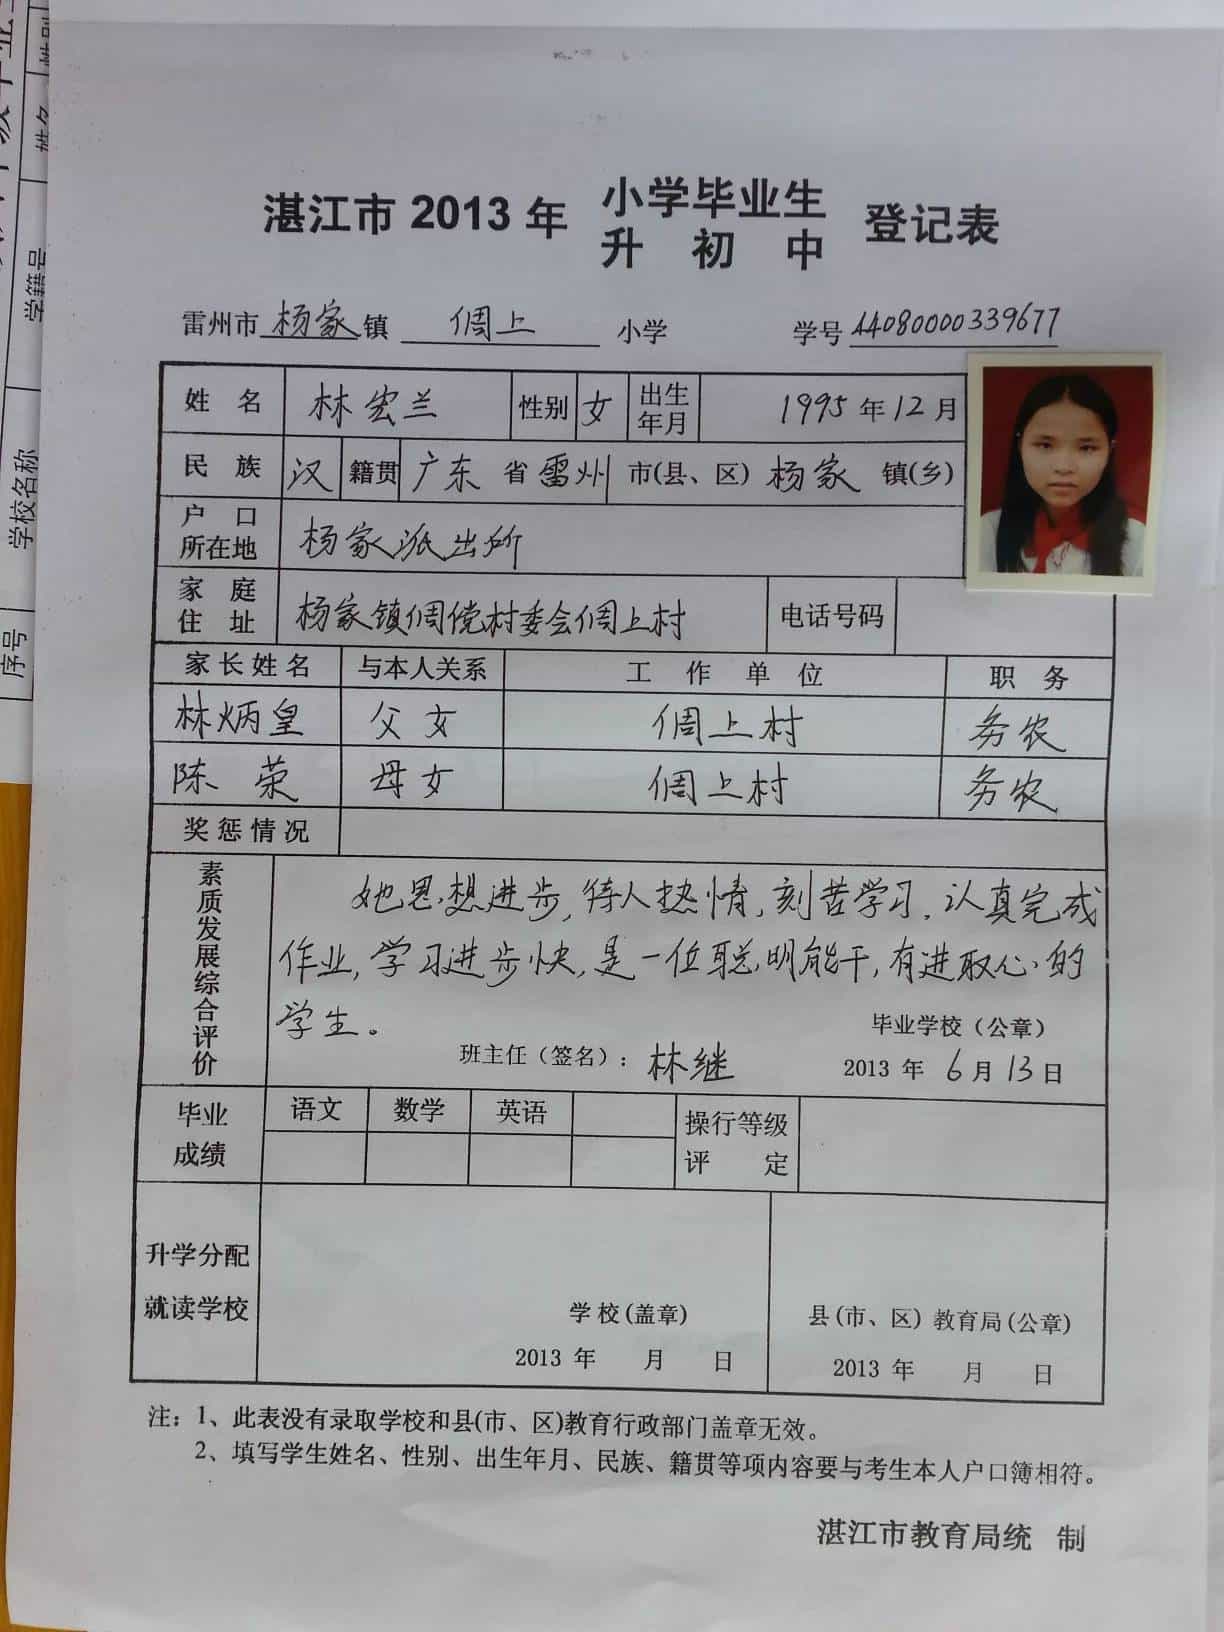 湛江市 2013 年 小学毕业生 登记表
升 初 中
雷州市 杨家 镇 倜上 小学 学号 44080000339677
姓 名 林宏兰 性别 女 出生年月 1995 年 12 月
民 族 汉 籍贯 广东 省 雷州 市(县、区) 杨家 镇(乡)
户 口 所在地 杨家派出所
家 庭 住 址 杨家镇倜傥村委会倜上村 电话号码
家长姓名 与本人关系 工 作 单 位 职 务
林炳皇 父女 倜上村 务农
陈荣 母女 倜上村 务农
奖惩情况
素质发展综合评价
她思想进步,待人热情,刻苦学习,认真完成
作业,学习进步快,是一位聪明能干,有进取心的
学生。
毕业学校（公章）
班主任（签名）: 林继 2013 年 6 月 13 日
毕业成绩 语文 数学 英语 操行等级评 定
升学分配
就读学校
学校(盖章) 县(市、区) 教育局(公章)
2013 年 月 日 2013 年 月 日
注: 1、此表没有录取学校和县(市、区)教育行政部门盖章无效。
2、填写学生姓名、性别、出生年月、民族、籍贯等项内容要与考生本人户口簿相符。
湛江市教育局统 制
序号 学校名称 学籍号 姓名 性别